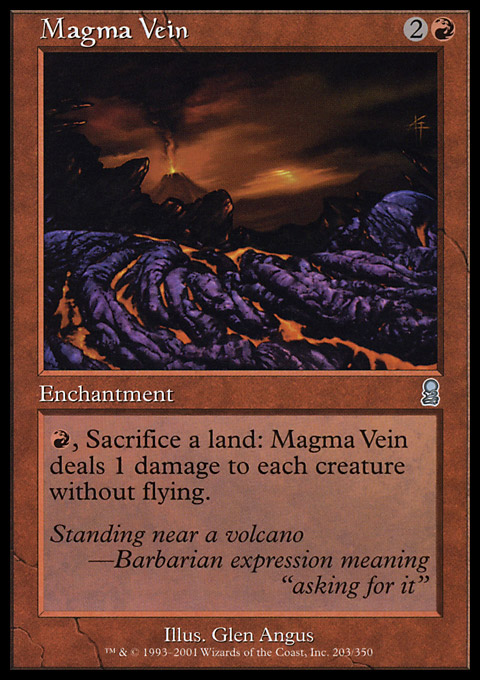 Magma Vein 2
Enchantment
, Sacrifice a land: Magma Vein
deals 1 damage to each creature
without flying.
Standing near a volcano
—Barbarian expression meaning
“asking for it”
Illus. Glen Angus
™ & © 1993–2001 Wizards of the Coast, Inc. 203/350